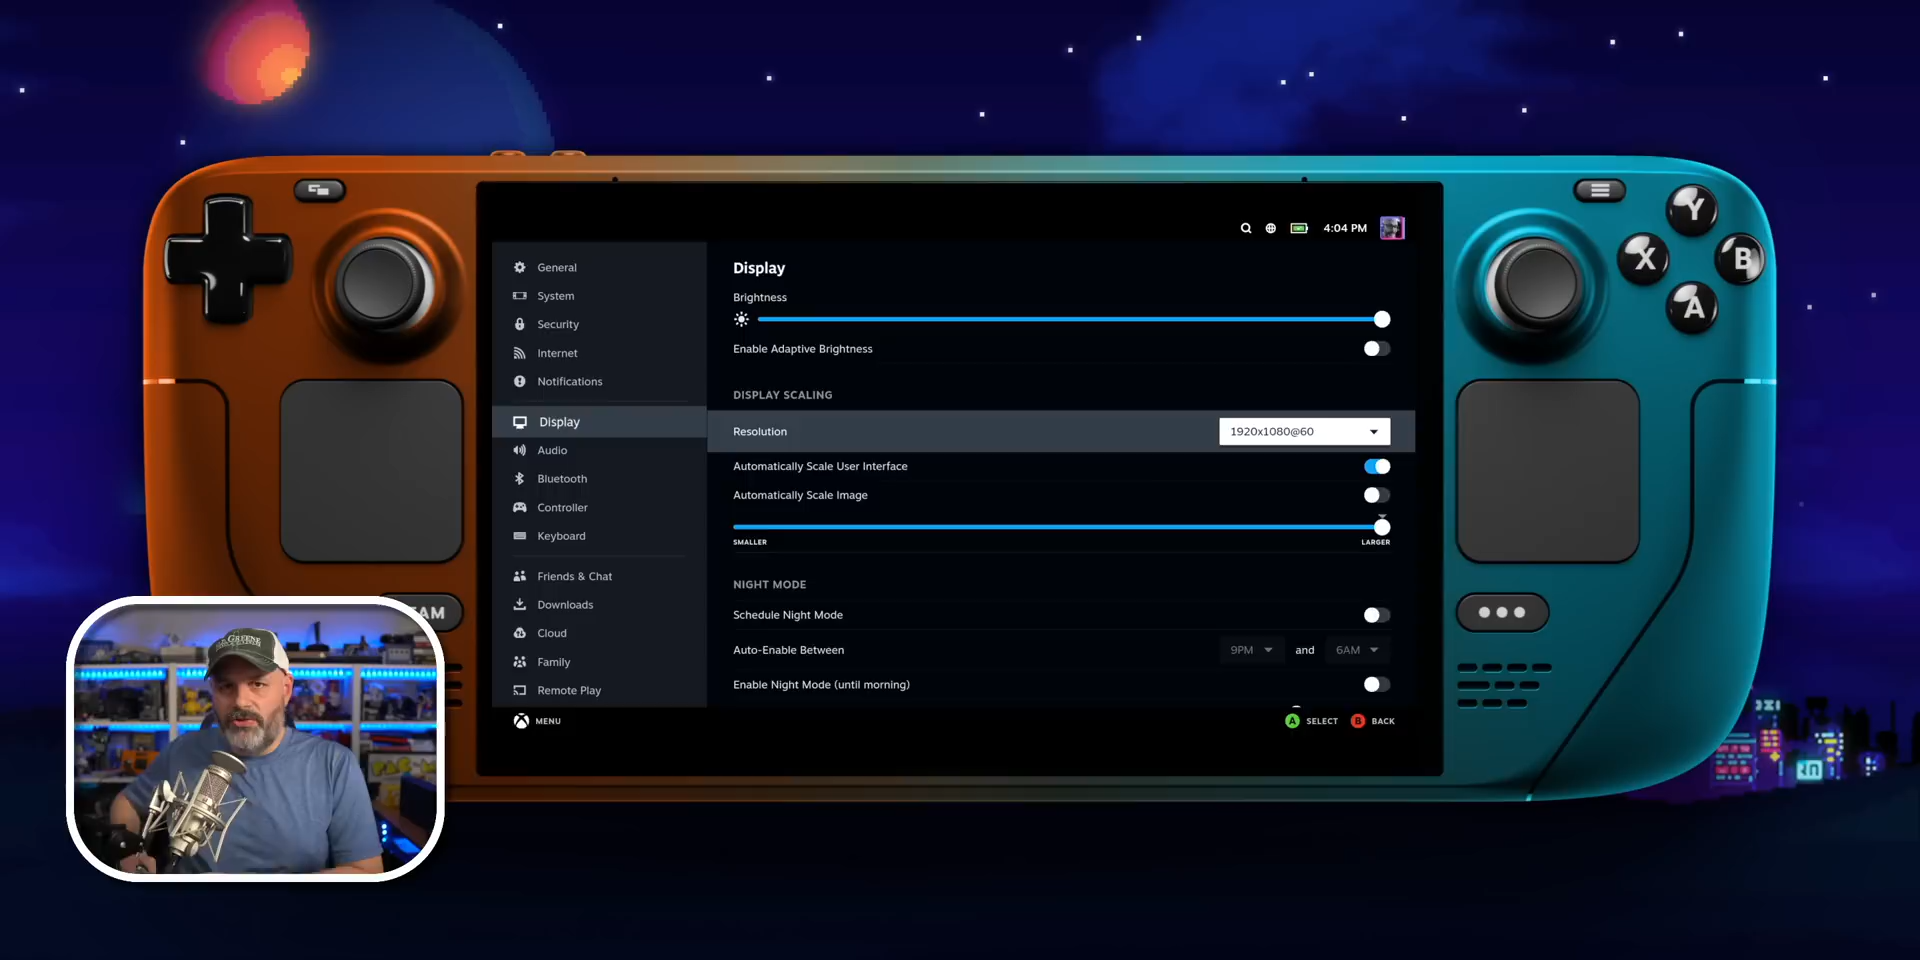 4:04 PM
General
System
Security
Internet
Notifications
Display
Audio
Bluetooth
Controller
Keyboard
Friends & Chat
Downloads
Cloud
Family
Remote Play
Display
Brightness
Enable Adaptive Brightness
DISPLAY SCALING
Resolution 1920x1080@60
Automatically Scale User Interface
Automatically Scale Image
SMALLER LARGER
NIGHT MODE
Schedule Night Mode
Auto-Enable Between 9PM and 6AM
Enable Night Mode (until morning)
MENU
A SELECT B BACK
Y
X
B
A
AM
GREENE